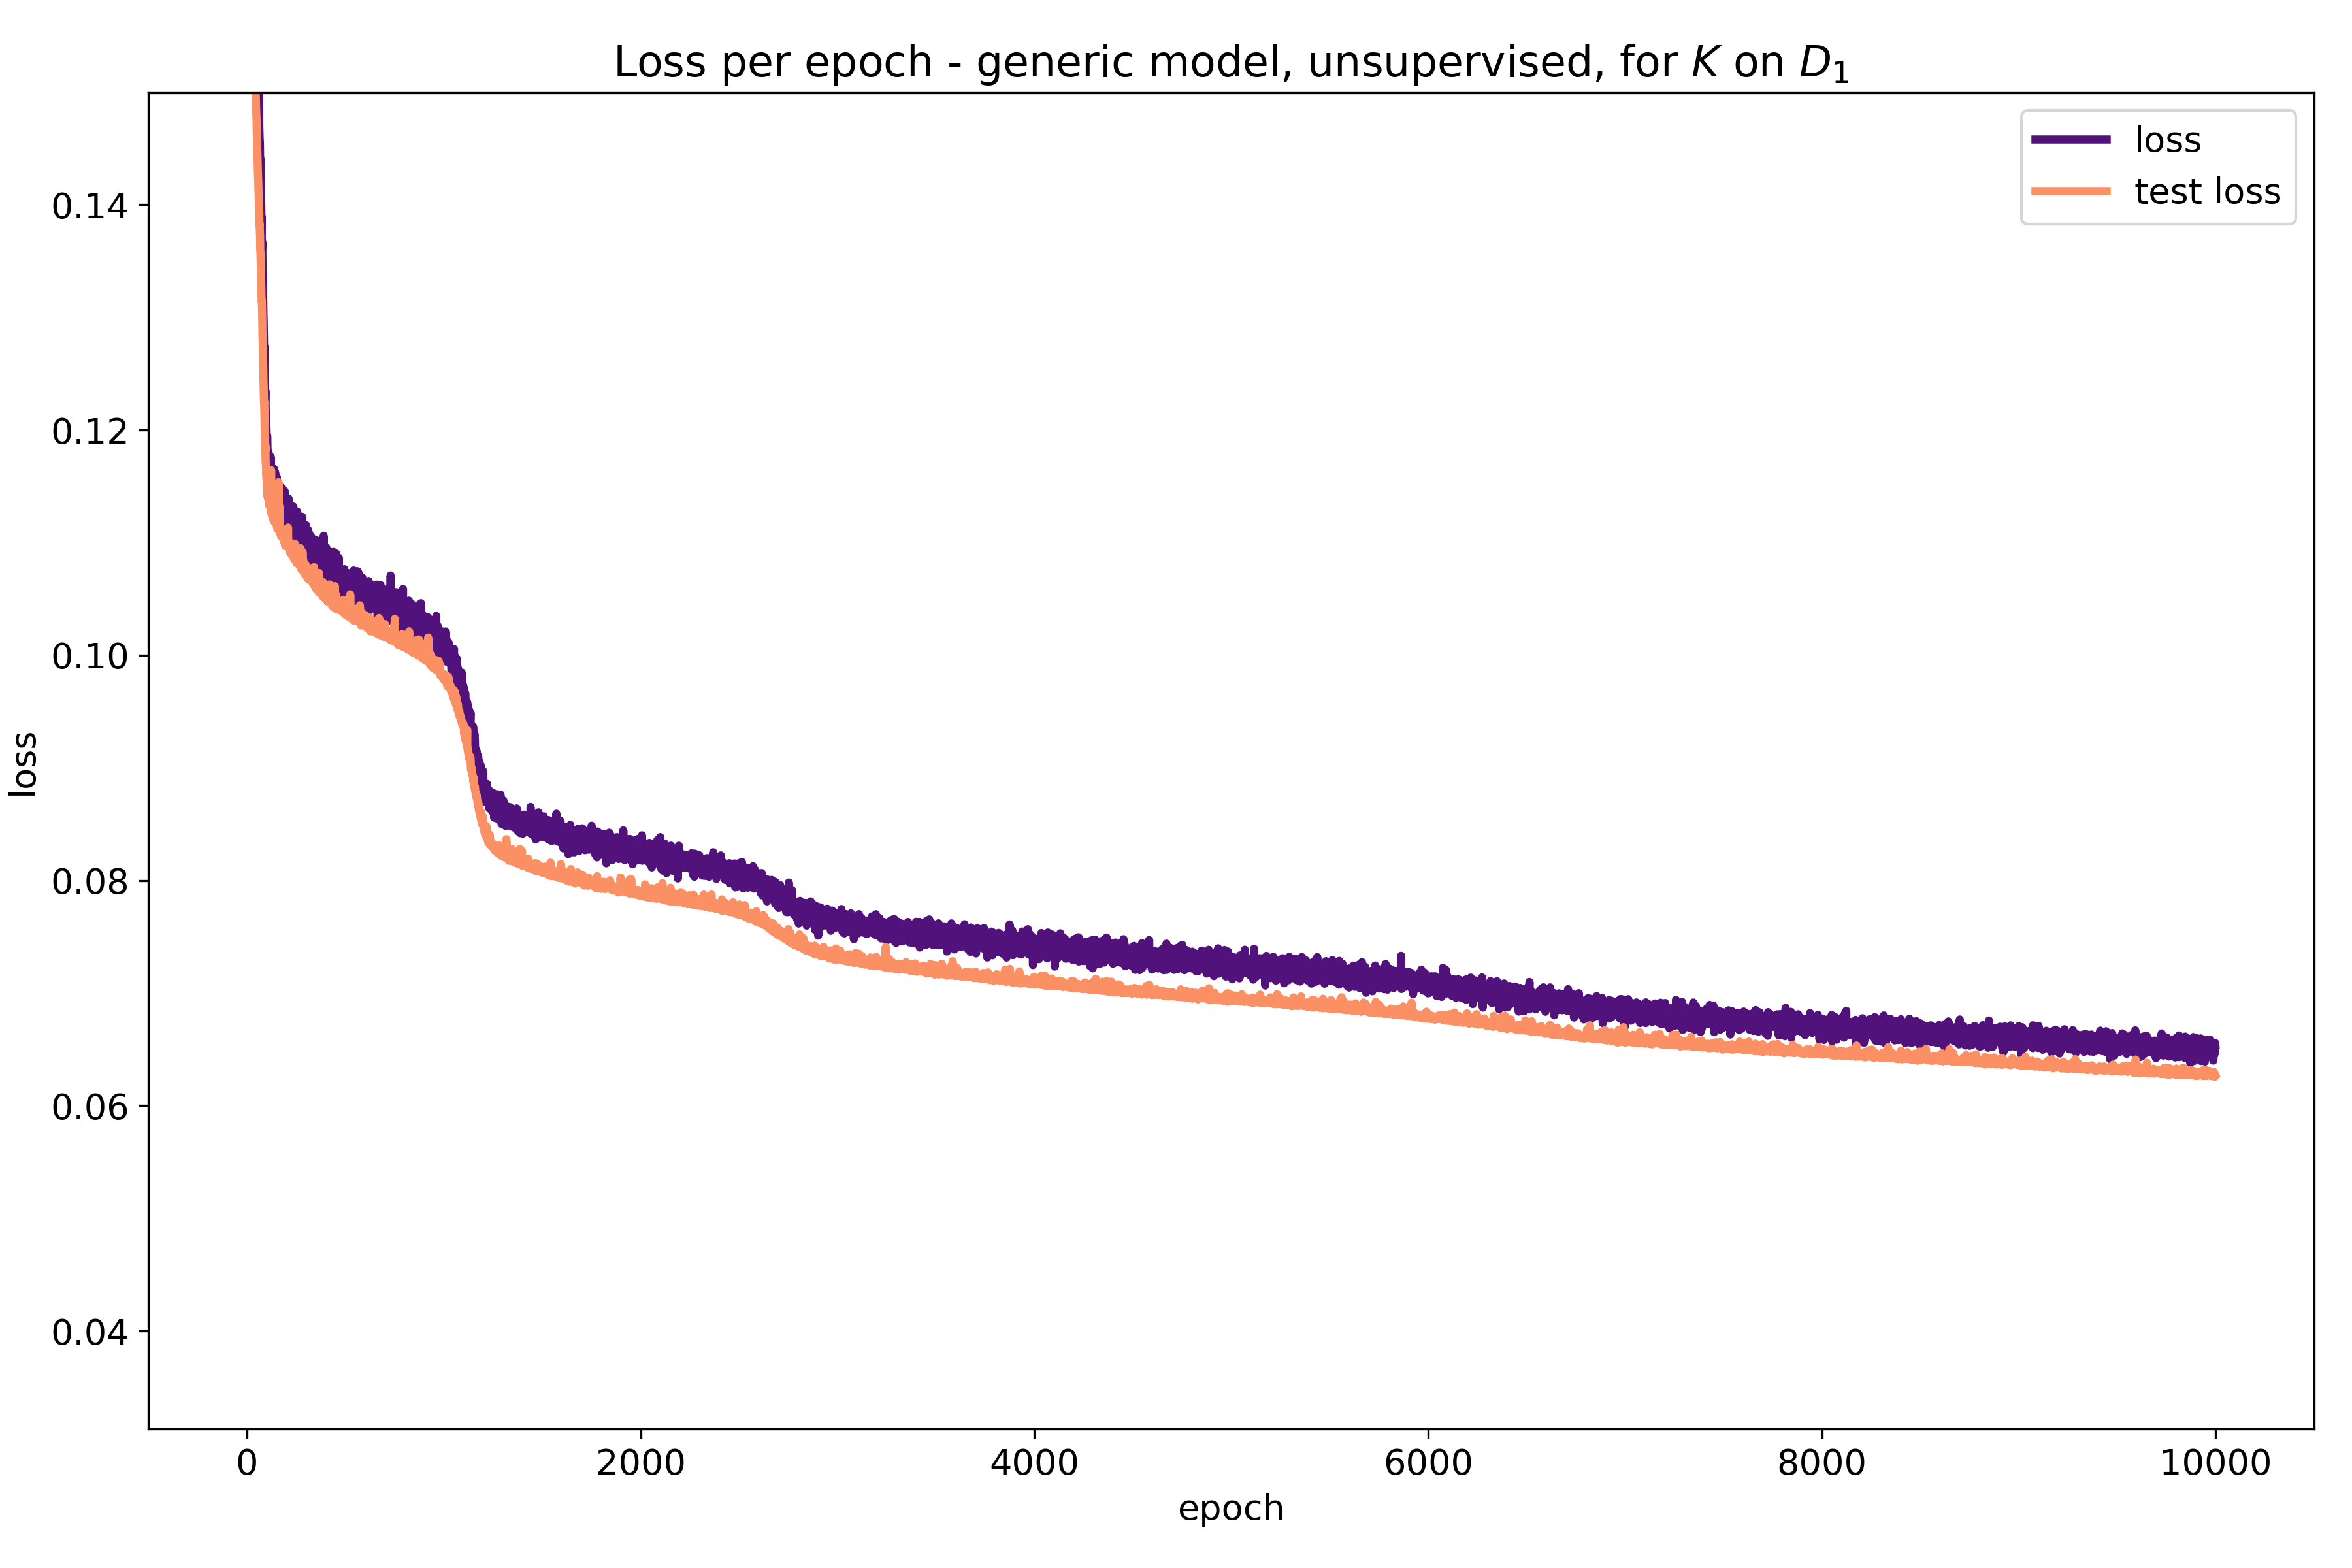 Loss per epoch - generic model, unsupervised, for K on D₁
loss
test loss
0.14
0.12
0.10
0.08
0.06
0.04
loss
0
2000
4000
6000
8000
10000
epoch